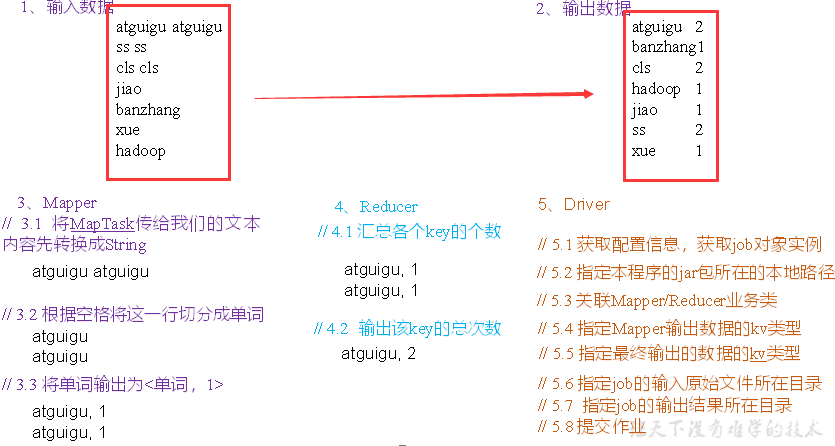 1、输入数据
atguigu atguigu
ss ss
cls cls
jiao
banzhang
xue
hadoop
2、输出数据
atguigu 2
banzhang1
cls 2
hadoop 1
jiao 1
ss 2
xue 1
3、Mapper
// 3.1 将MapTask传给我们的文本
内容先转换成String
atguigu atguigu
// 3.2 根据空格将这一行切分成单词
atguigu
atguigu
// 3.3 将单词输出为<单词，1>
atguigu, 1
atguigu, 1
4、Reducer
// 4.1 汇总各个key的个数
atguigu, 1
atguigu, 1
// 4.2 输出该key的总次数
atguigu, 2
5、Driver
// 5.1 获取配置信息，获取job对象实例
// 5.2 指定本程序的jar包所在的本地路径
// 5.3 关联Mapper/Reducer业务类
// 5.4 指定Mapper输出数据的kv类型
// 5.5 指定最终输出的数据的kv类型
// 5.6 指定job的输入原始文件所在目录
// 5.7 指定job的输出结果所在目录
// 5.8 提交作业
让天下没有难学的技术